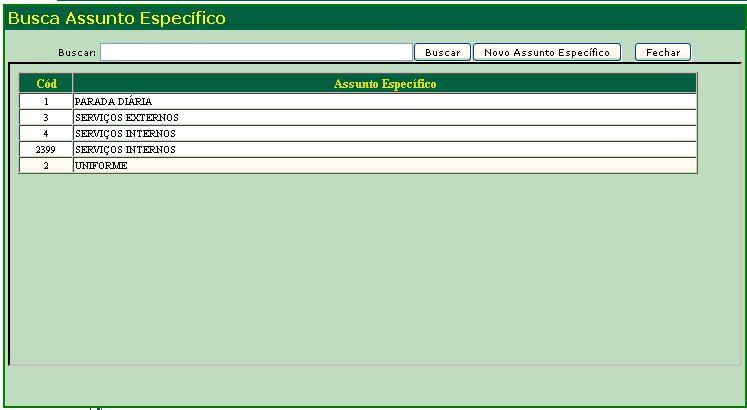 Busca Assunto Específico
Buscar: Buscar Novo Assunto Específico Fechar
Cód Assunto Específico
1 PARADA DIÁRIA
3 SERVIÇOS EXTERNOS
4 SERVIÇOS INTERNOS
2399 SERVIÇOS INTERNOS
2 UNIFORME